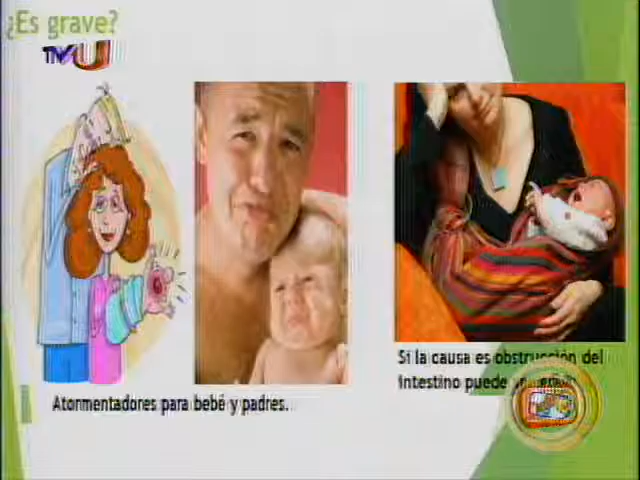 ¿Es grave?
TVU
Si la causa es obstrucción del
intestino puede
Atormentadores para bebé y padres.